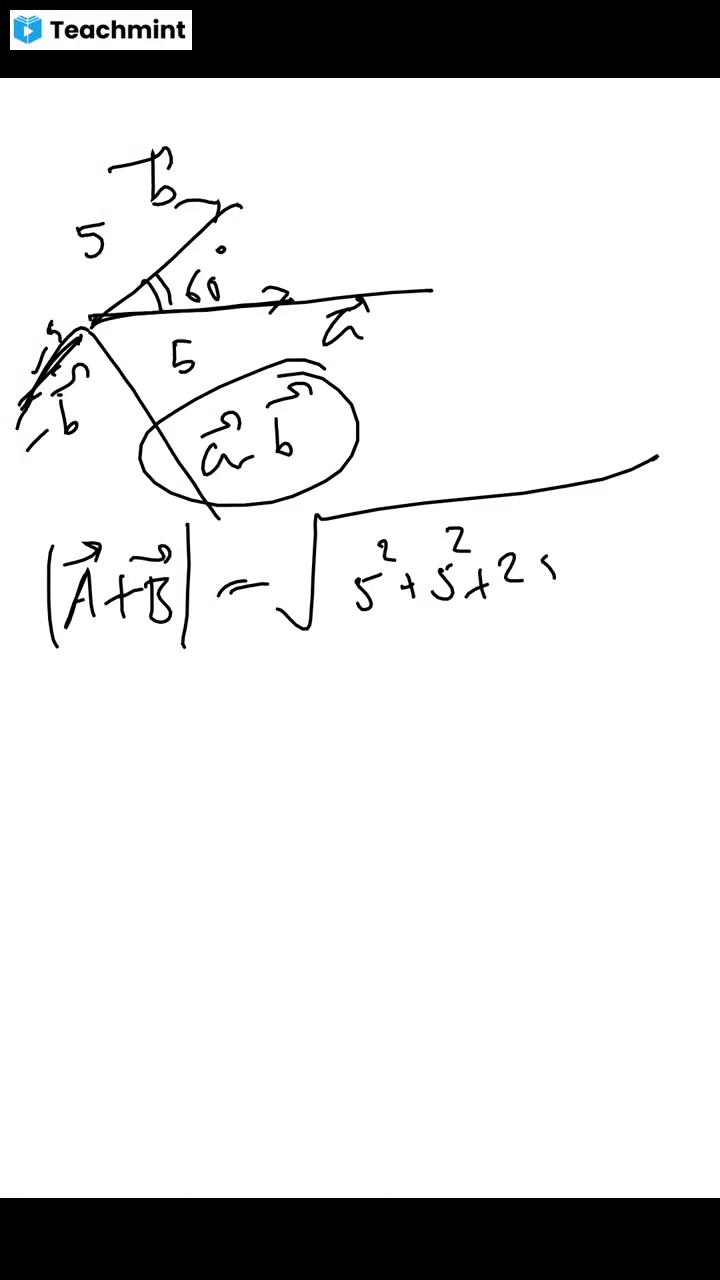 Teachmint
b
5
60°
a
5
-b
a b
|A+B| = √5²+5²+2